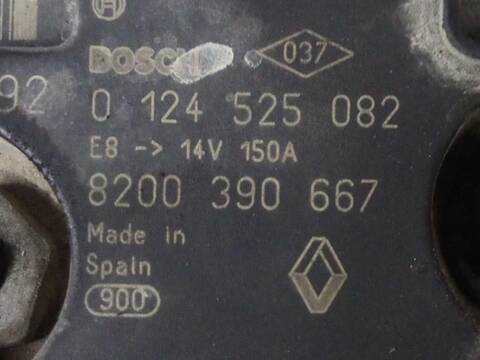 BOSCH
037
92
0 124 525 082
E8 -> 14V 150A
8200 390 667
Made in
Spain
900